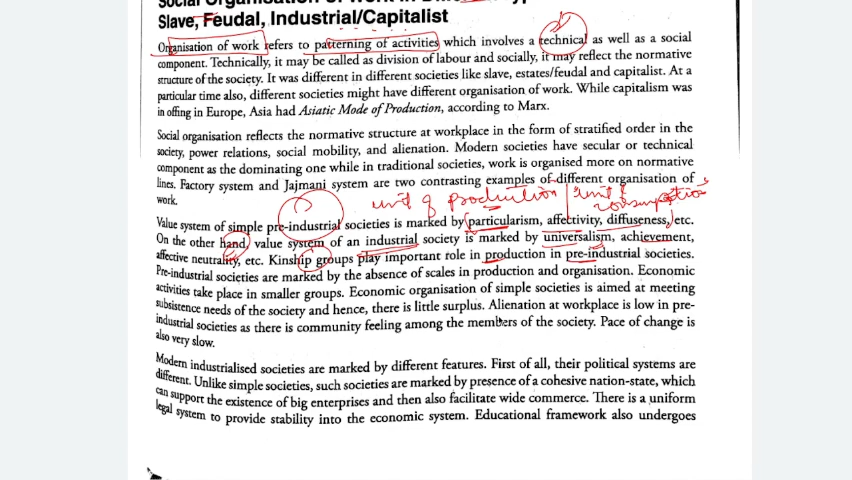 Slave, Feudal, Industrial/Capitalist
Organisation of work refers to patterning of activities which involves a technical as well as a social
component. Technically, it may be called as division of labour and socially, it may reflect the normative
structure of the society. It was different in different societies like slave, estates/feudal and capitalist. At a
particular time also, different societies might have different organisation of work. While capitalism was
in offing in Europe, Asia had Asiatic Mode of Production, according to Marx.
Social organisation reflects the normative structure at workplace in the form of stratified order in the
society, power relations, social mobility, and alienation. Modern societies have secular or technical
component as the dominating one while in traditional societies, work is organised more on normative
lines. Factory system and Jajmani system are two contrasting examples of different organisation of
work.
unit of production | unit of consumption
Value system of simple pre-industrial societies is marked by particularism, affectivity, diffuseness, etc.
On the other hand, value system of an industrial society is marked by universalism, achievement,
affective neutrality, etc. Kinship groups play important role in production in pre-industrial societies.
Pre-industrial societies are marked by the absence of scales in production and organisation. Economic
activities take place in smaller groups. Economic organisation of simple societies is aimed at meeting
subsistence needs of the society and hence, there is little surplus. Alienation at workplace is low in pre-
industrial societies as there is community feeling among the members of the society. Pace of change is
also very slow.
Modern industrialised societies are marked by different features. First of all, their political systems are
different. Unlike simple societies, such societies are marked by presence of a cohesive nation-state, which
can support the existence of big enterprises and then also facilitate wide commerce. There is a uniform
legal system to provide stability into the economic system. Educational framework also undergoes